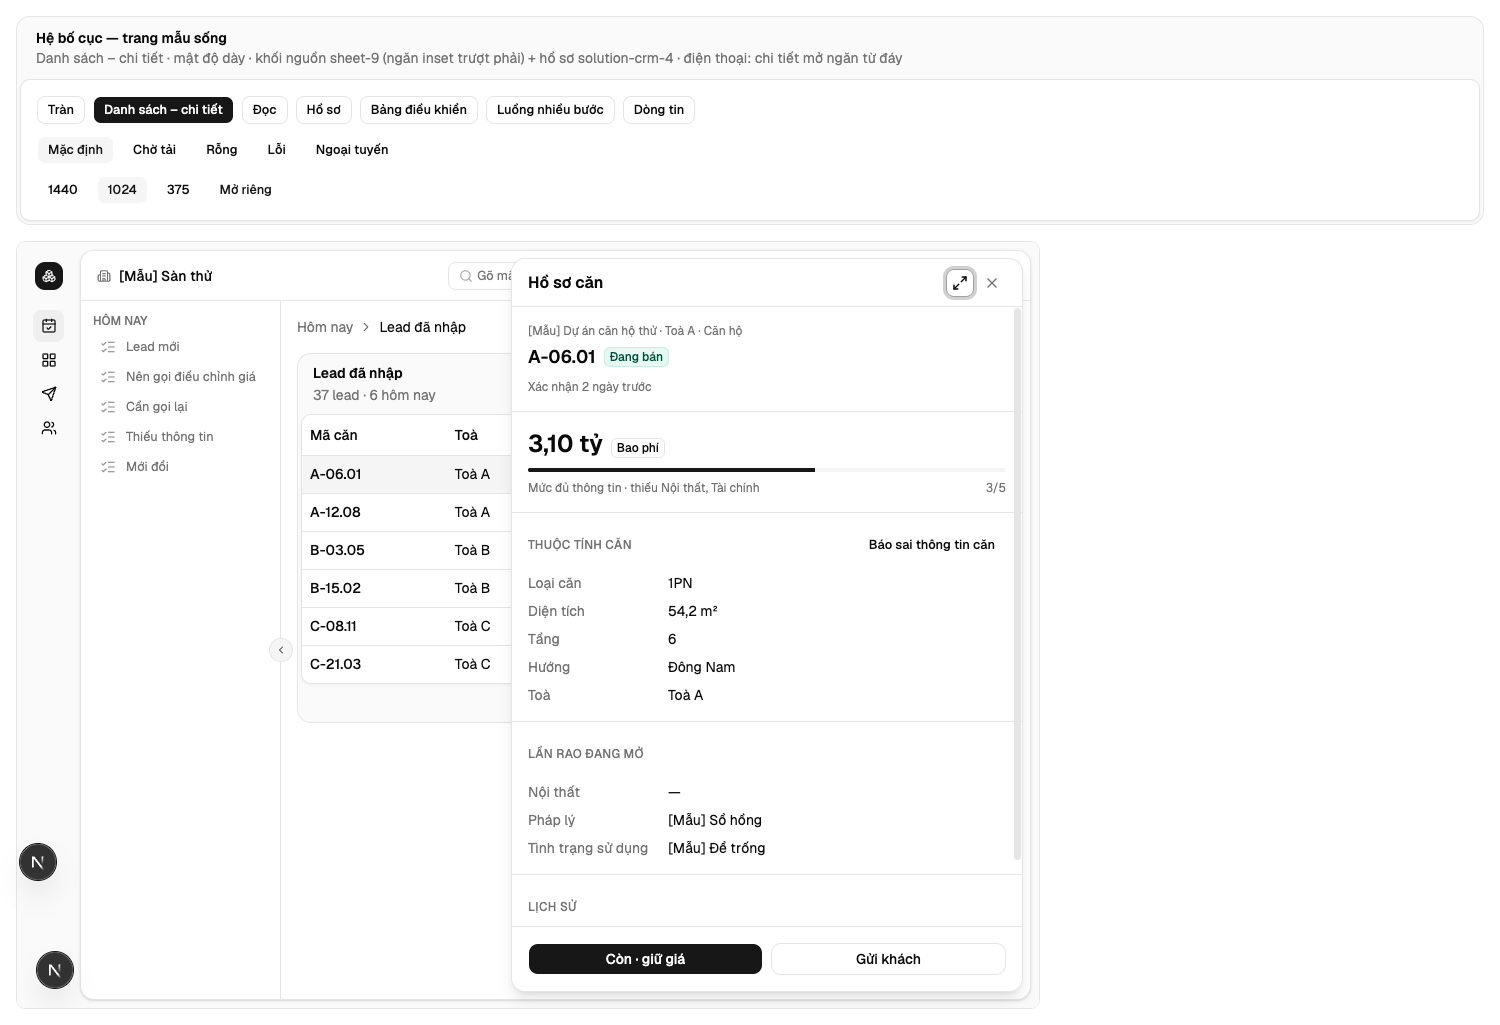 Hệ bố cục — trang mẫu sống
Danh sách – chi tiết · mật độ dày · khối nguồn sheet-9 (ngăn inset trượt phải) + hồ sơ solution-crm-4 · điện thoại: chi tiết mở ngăn từ đáy
Tràn
Danh sách – chi tiết
Đọc
Hồ sơ
Bảng điều khiển
Luồng nhiều bước
Dòng tin
Mặc định
Chờ tải
Rỗng
Lỗi
Ngoại tuyến
1440
1024
375
Mở riêng
[Mẫu] Sàn thử
Gõ mã
HÔM NAY
Lead mới
Nên gọi điều chỉnh giá
Cần gọi lại
Thiếu thông tin
Mới đổi
Hôm nay > Lead đã nhập
Lead đã nhập
37 lead · 6 hôm nay
Mã căn Toà
A-06.01 Toà A
A-12.08 Toà A
B-03.05 Toà B
B-15.02 Toà B
C-08.11 Toà C
C-21.03 Toà C
Hồ sơ căn
[Mẫu] Dự án căn hộ thử · Toà A · Căn hộ
A-06.01 Đang bán
Xác nhận 2 ngày trước
3,10 tỷ Bao phí
Mức đủ thông tin · thiếu Nội thất, Tài chính 3/5
THUỘC TÍNH CĂN Báo sai thông tin căn
Loại căn 1PN
Diện tích 54,2 m²
Tầng 6
Hướng Đông Nam
Toà Toà A
LẦN RAO ĐANG MỞ
Nội thất —
Pháp lý [Mẫu] Sổ hồng
Tình trạng sử dụng [Mẫu] Để trống
LỊCH SỬ
Còn · giữ giá
Gửi khách
N
N